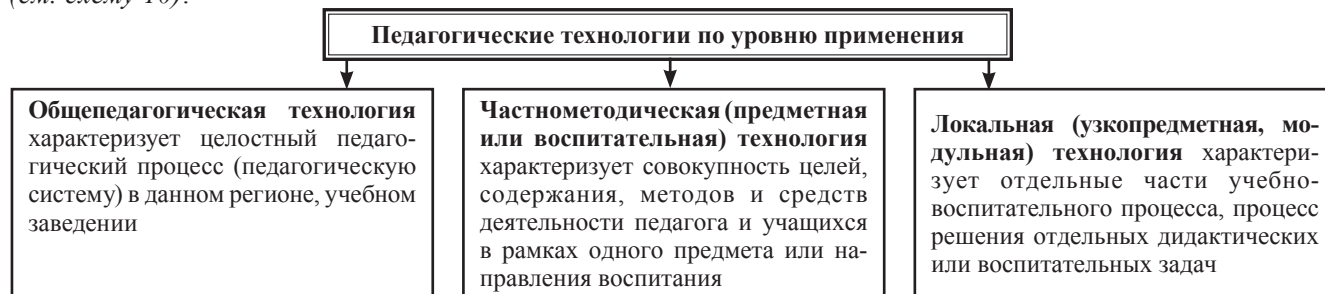 (см. схему 10).
Педагогические технологии по уровню применения
Общепедагогическая технология
характеризует целостный педаго-
гический процесс (педагогическую
систему) в данном регионе, учебном
заведении
Частнометодическая (предметная
или воспитательная) технология
характеризует совокупность целей,
содержания, методов и средств
деятельности педагога и учащихся
в рамках одного предмета или на-
правления воспитания
Локальная (узкопредметная, мо-
дульная) технология характери-
зует отдельные части учебно-
воспитательного процесса, процесс
решения отдельных дидактических
или воспитательных задач